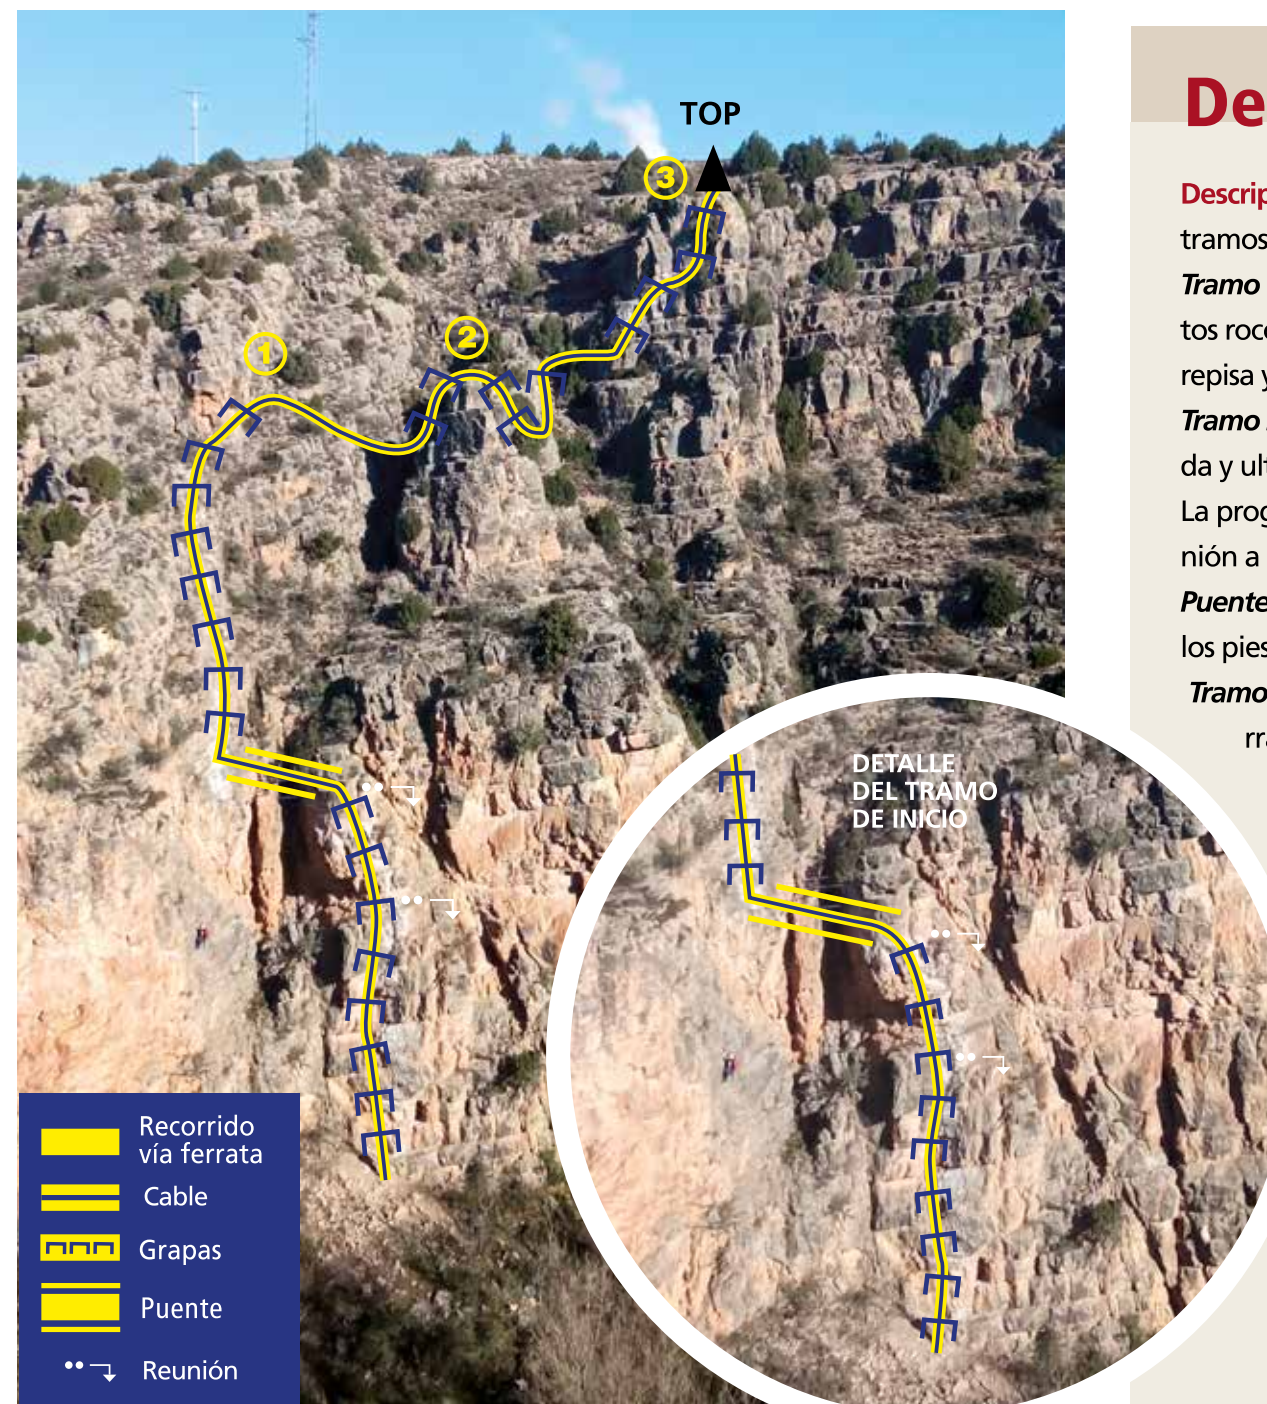 TOP
3
2
1
DETALLE
DEL TRAMO
DE INICIO
Recorrido
vía ferrata
Cable
Grapas
Puente
Reunión
De
Descrip
tramos
Tramo
tos roc
repisa y
Tramo
da y ult
La prog
nión a
Puente
los pies
Tramo
rra